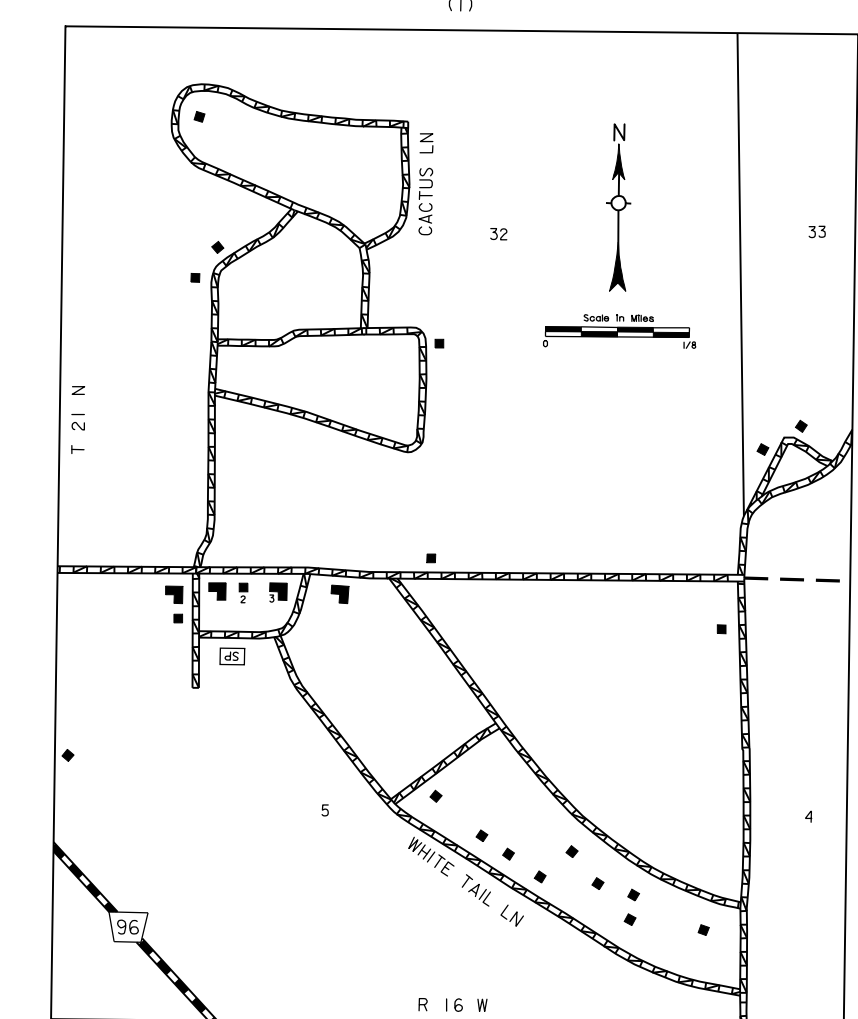 (1)
N
CACTUS LN
32
33
Scale in Miles
0
1/8
T 21 N
2
3
SP
5
4
WHITE TAIL LN
96
R 16 W